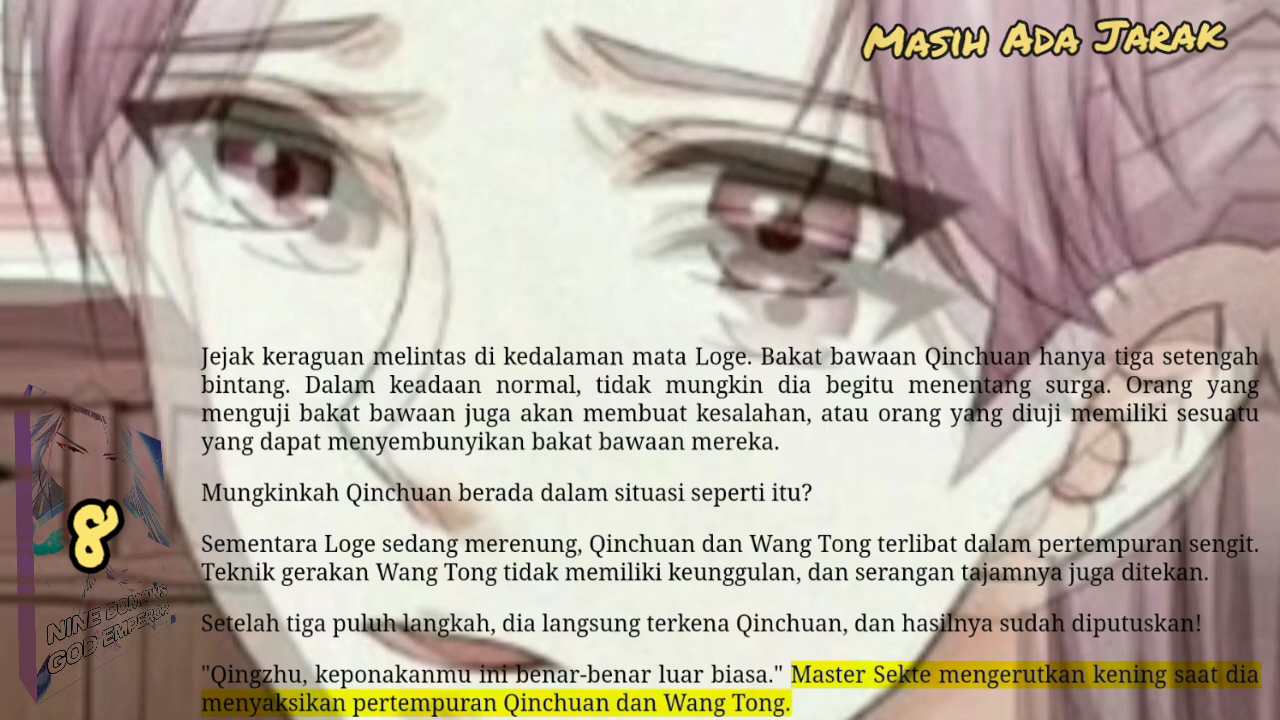 Masih Ada Jarak
Jejak keraguan melintas di kedalaman mata Loge. Bakat bawaan Qinchuan hanya tiga setengah
bintang. Dalam keadaan normal, tidak mungkin dia begitu menentang surga. Orang yang
menguji bakat bawaan juga akan membuat kesalahan, atau orang yang diuji memiliki sesuatu
yang dapat menyembunyikan bakat bawaan mereka.
Mungkinkah Qinchuan berada dalam situasi seperti itu?
Sementara Loge sedang merenung, Qinchuan dan Wang Tong terlibat dalam pertempuran sengit.
Teknik gerakan Wang Tong tidak memiliki keunggulan, dan serangan tajamnya juga ditekan.
Setelah tiga puluh langkah, dia langsung terkena Qinchuan, dan hasilnya sudah diputuskan!
"Qingzhu, keponakanmu ini benar-benar luar biasa." Master Sekte mengerutkan kening saat dia
menyaksikan pertempuran Qinchuan dan Wang Tong.
8
NINE DOMAINS
GOD EMPEROR